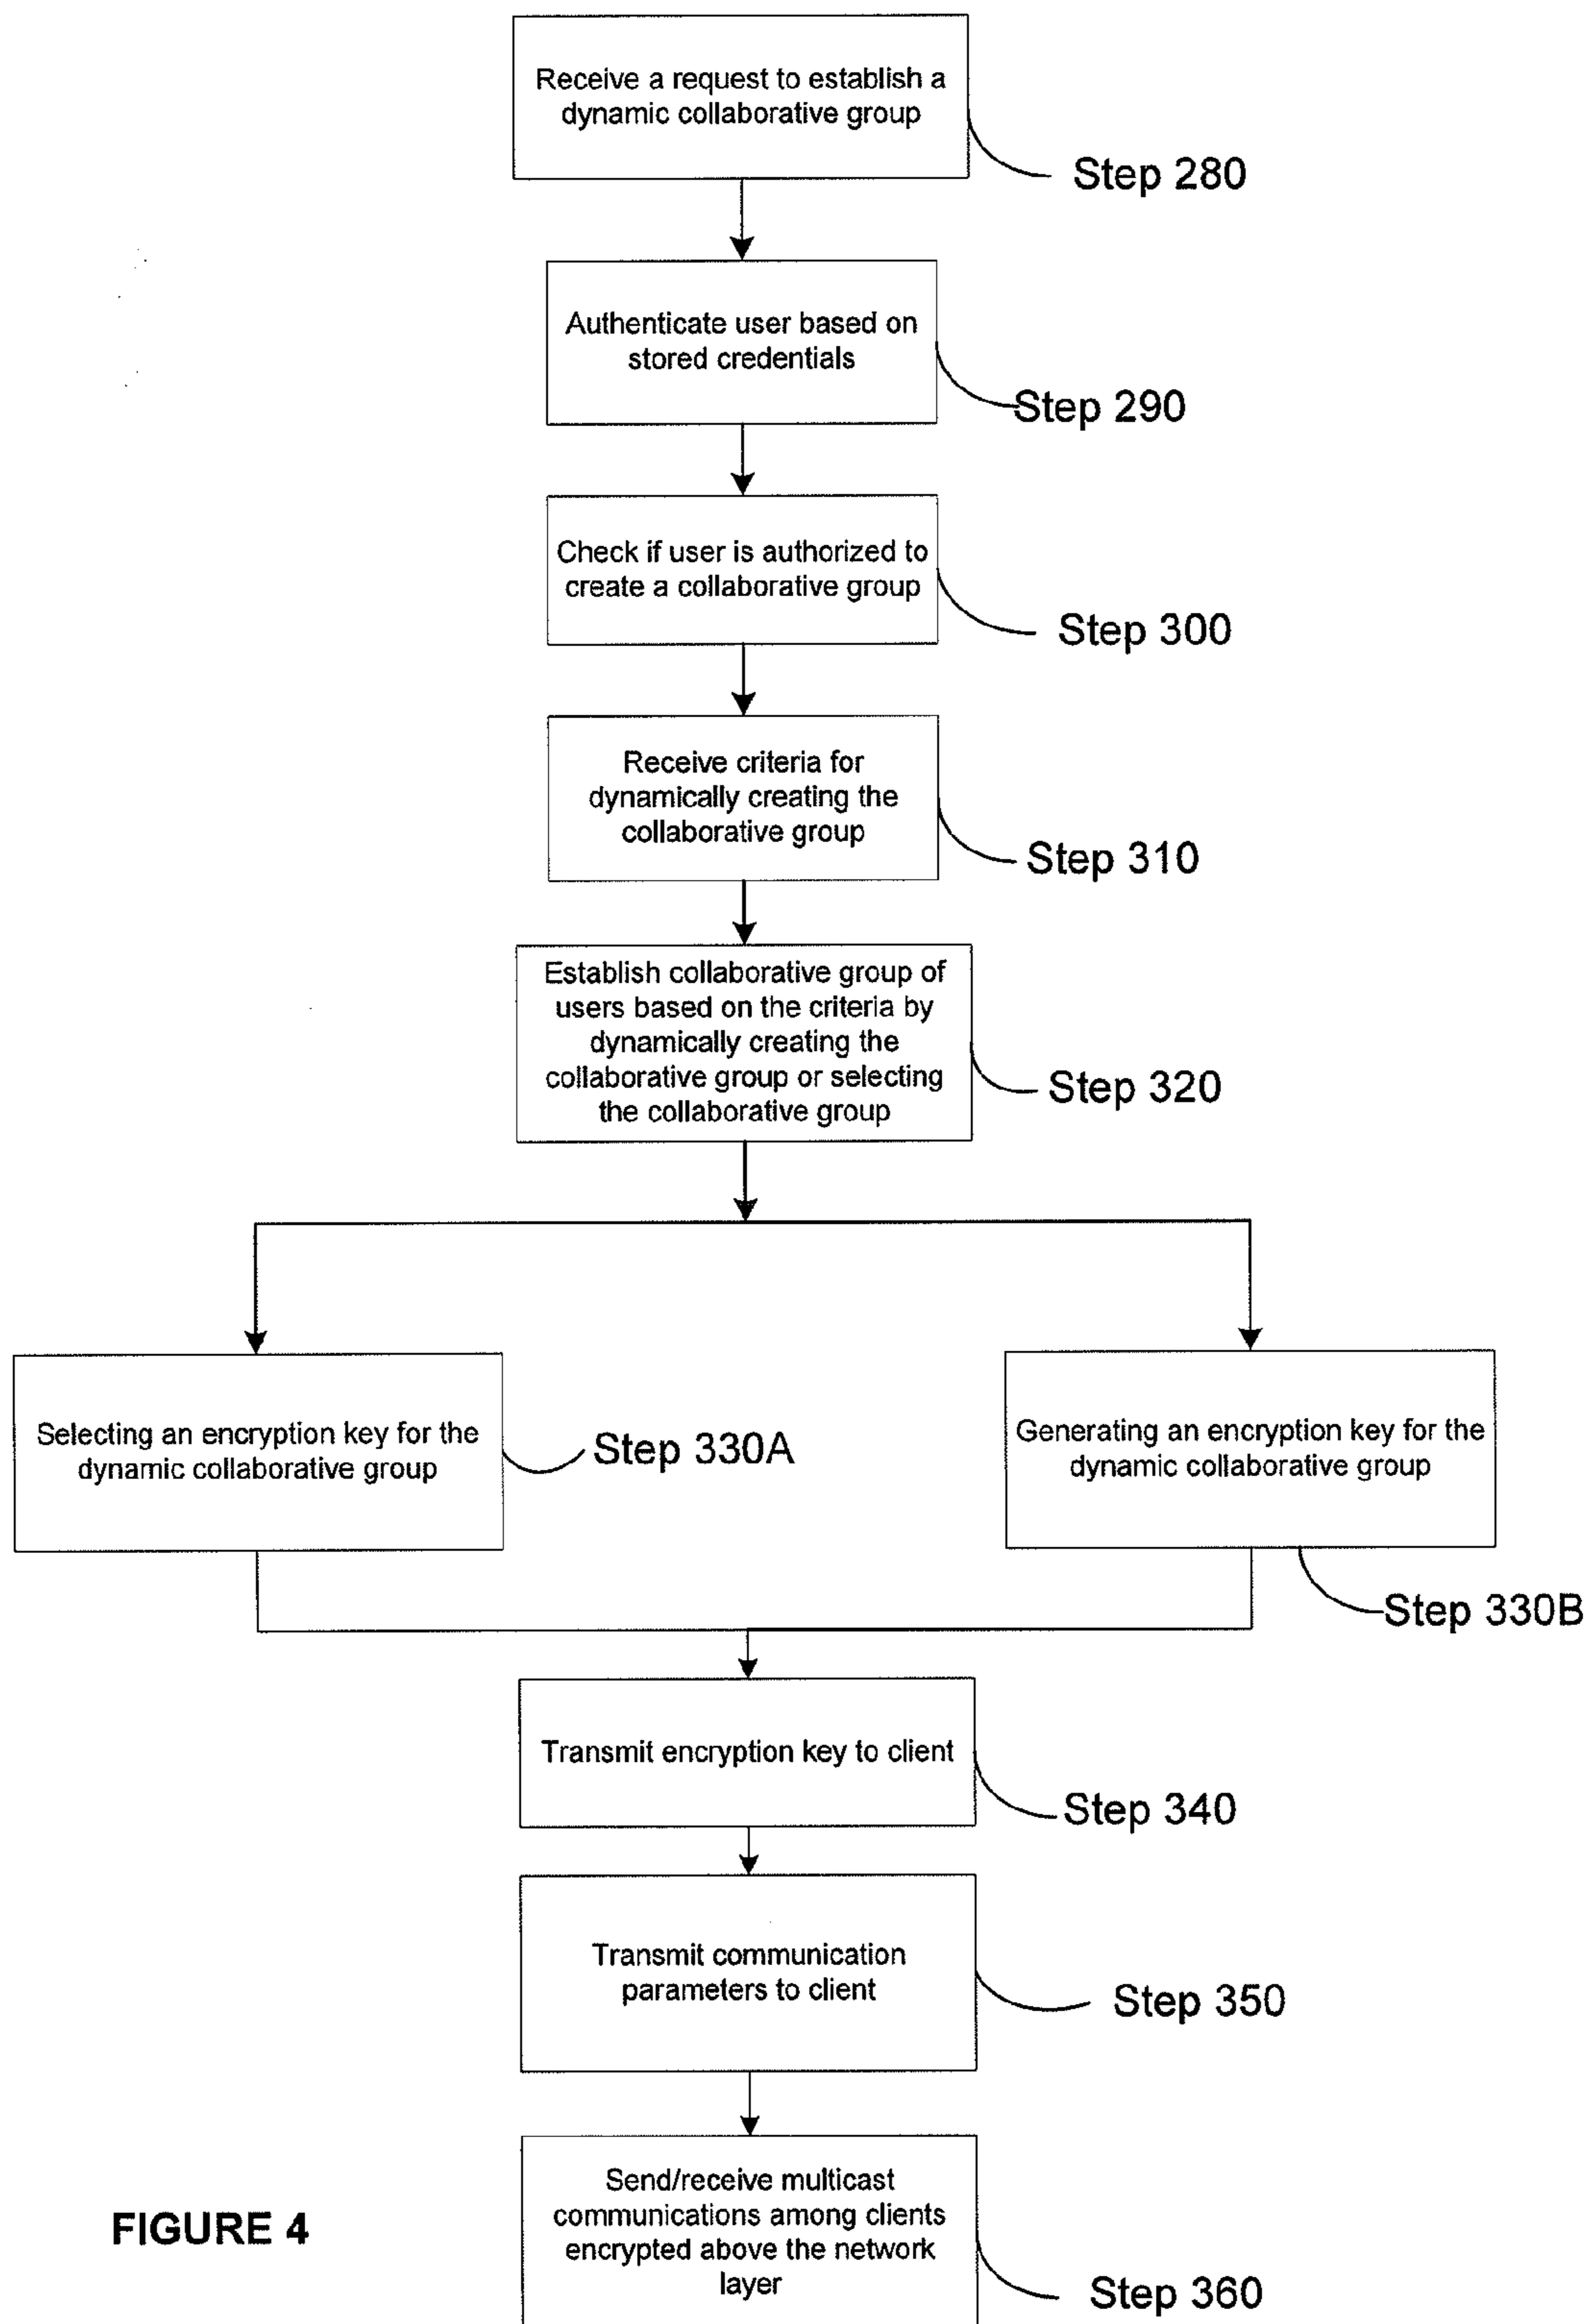 Receive a request to establish a
dynamic collaborative group
Step 280
Authenticate user based on
stored credentials
Step 290
Check if user is authorized to
create a collaborative group
Step 300
Receive criteria for
dynamically creating the
collaborative group
Step 310
Establish collaborative group of
users based on the criteria by
dynamically creating the
collaborative group or selecting
the collaborative group
Step 320
Selecting an encryption key for the
dynamic collaborative group
Step 330A
Generating an encryption key for the
dynamic collaborative group
Step 330B
Transmit encryption key to client
Step 340
Transmit communication
parameters to client
Step 350
Send/receive multicast
communications among clients
encrypted above the network
layer
Step 360
FIGURE 4